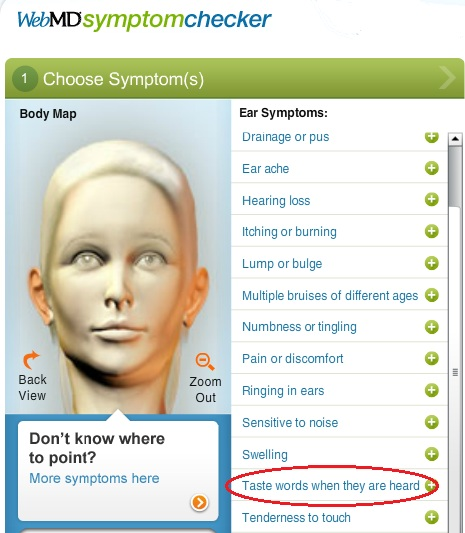 WebMD symptomchecker
1 Choose Symptom(s)
Body Map
Back
View
Zoom
Out
Don't know where
to point?
More symptoms here
Ear Symptoms:
Drainage or pus
Ear ache
Hearing loss
Itching or burning
Lump or bulge
Multiple bruises of different ages
Numbness or tingling
Pain or discomfort
Ringing in ears
Sensitive to noise
Swelling
Taste words when they are heard
Tenderness to touch